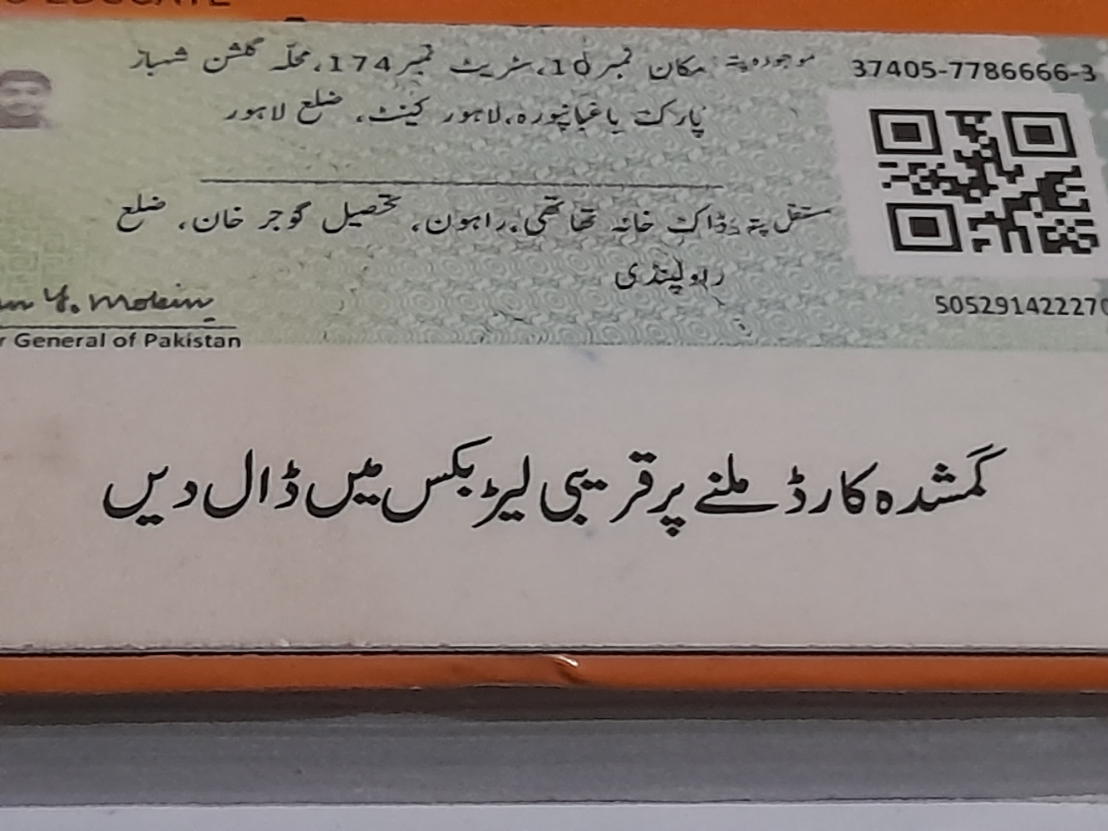 موجودہ پتہ: مکان نمبر 10، سٹریٹ نمبر 174، محلہ گلشن شہباز
پارک باغبانپورہ، لاہور کینٹ، ضلع لاہور
37405-7786666-3
مستقل پتہ: ڈاک خانہ تھاتھی، راہون، تحصیل گوجر خان، ضلع
راولپنڈی
50529142227
r General of Pakistan
گمشدہ کارڈ ملنے پر قریبی لیٹر بکس میں ڈال دیں